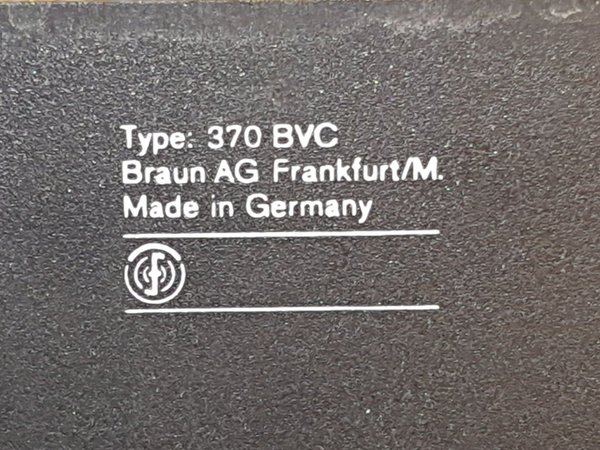 Type: 370 BVC
Braun AG Frankfurt/M.
Made in Germany